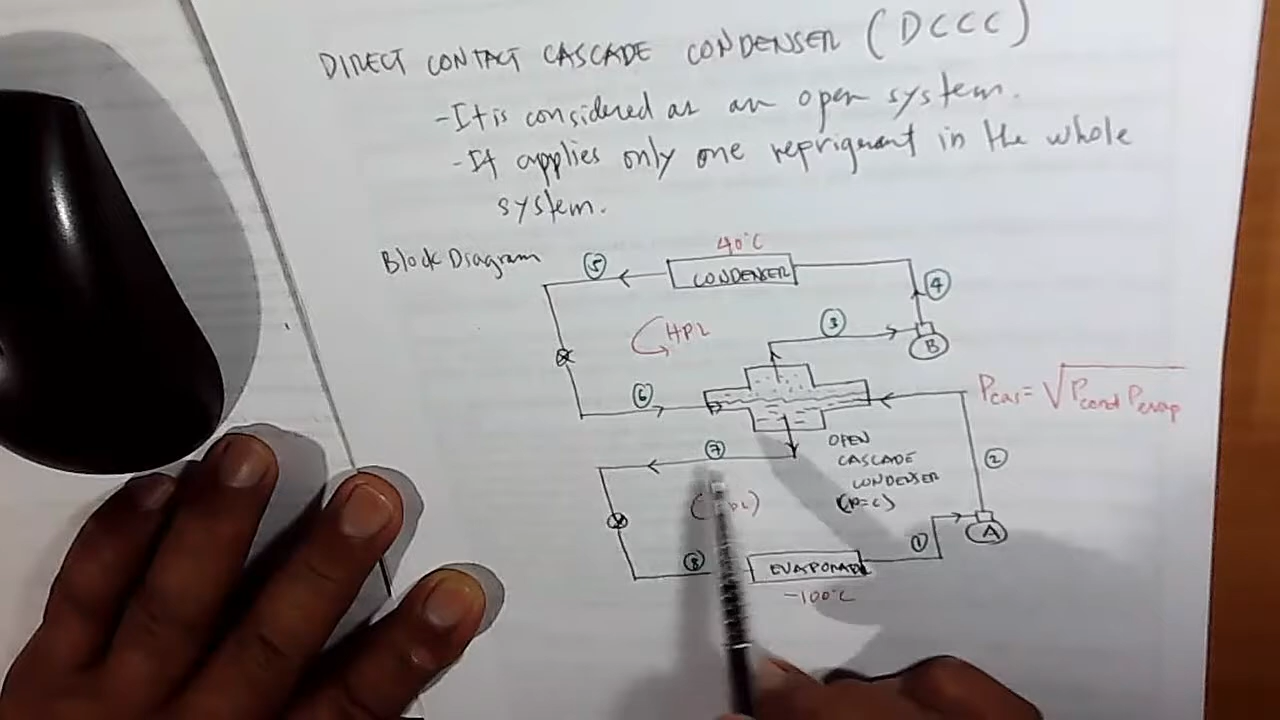 DIRECT CONTACT CASCADE CONDENSER (DCCC)
- It is considered as an open system.
- It applies only one reprigerant in the whole
system.
Block Diagram
40°C
CONDENSER
5
4
3
HPL
B
6
Pcas = √Pcond Pevap
7
OPEN
CASCADE
CONDENSER
(P=C)
2
1
A
8
-100°C